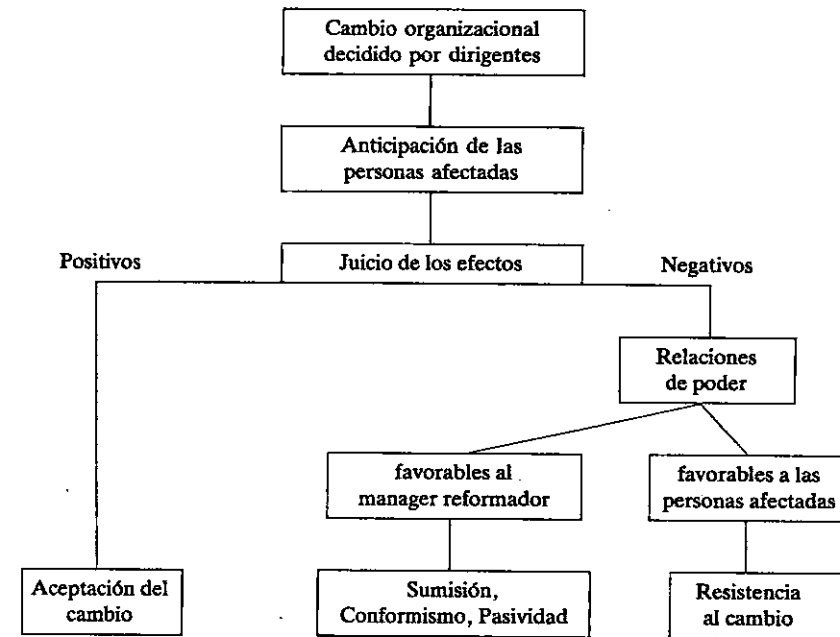 Cambio organizacional
decidido por dirigentes
Anticipación de las
personas afectadas
Positivos
Juicio de los efectos
Negativos
Relaciones
de poder
favorables al
manager reformador
favorables a las
personas afectadas
Aceptación del
cambio
Sumisión,
Conformismo, Pasividad
Resistencia
al cambio